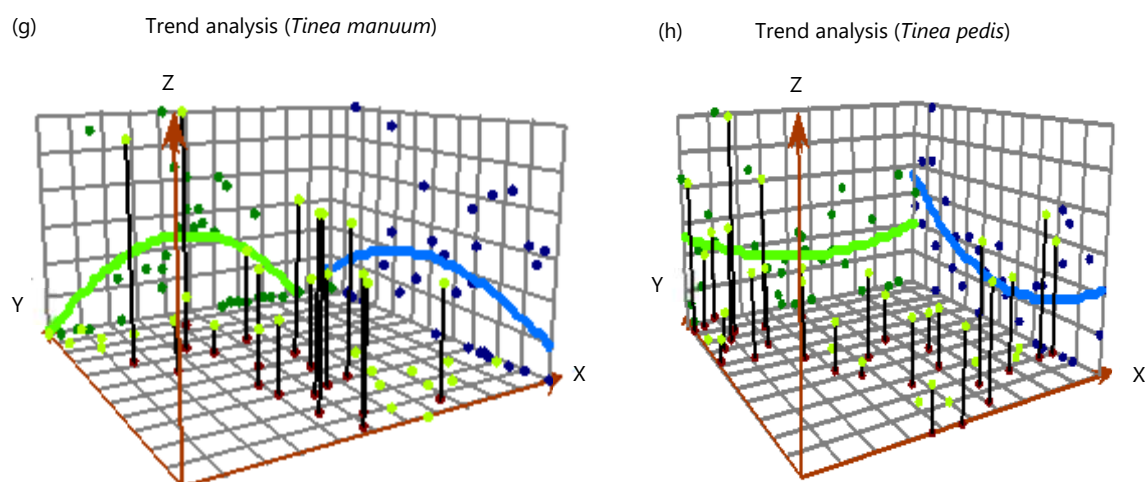 (g) Trend analysis (Tinea manuum)
Z
Y
X
(h) Trend analysis (Tinea pedis)
Z
Y
X